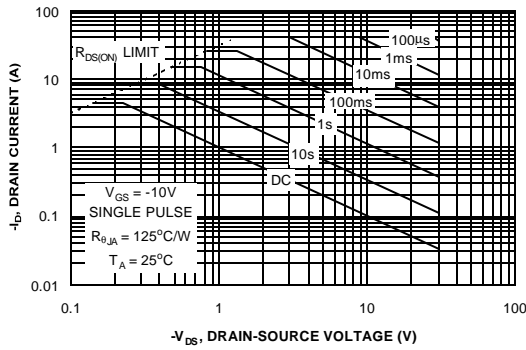 100
10
1
0.1
0.01
-I_D, DRAIN CURRENT (A)
R_DS(ON) LIMIT
100µs
1ms
10ms
100ms
1s
10s
DC
V_GS = -10V
SINGLE PULSE
R_θJA = 125°C/W
T_A = 25°C
0.1 1 10 100
-V_DS, DRAIN-SOURCE VOLTAGE (V)